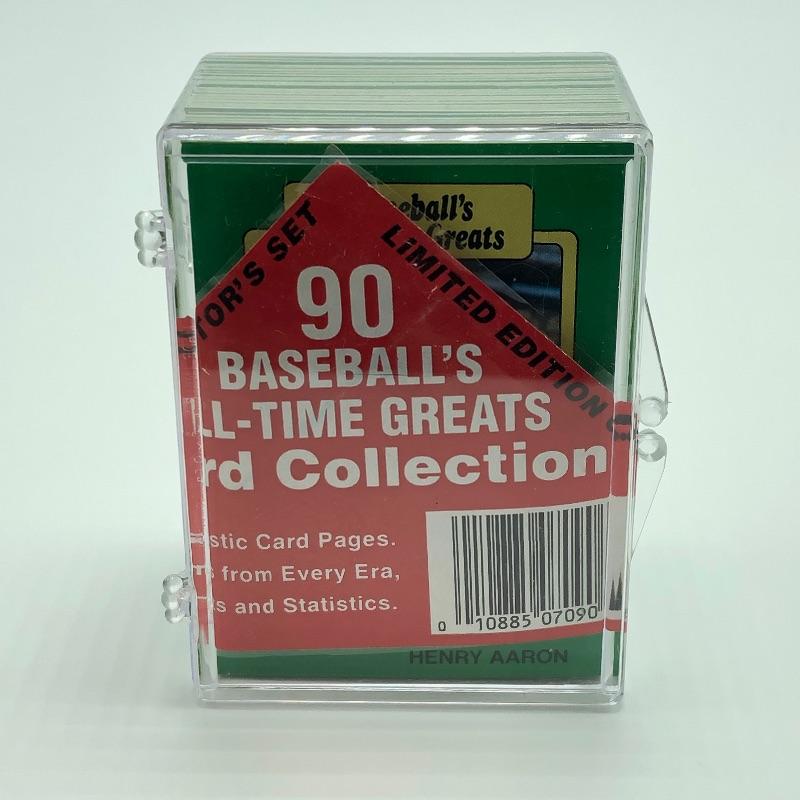 eball's
Greats
TOR'S SET
LIMITED EDITION
90
BASEBALL'S
LL-TIME GREATS
rd Collection
stic Card Pages.
s from Every Era,
s and Statistics.
0 10885 07090
HENRY AARON